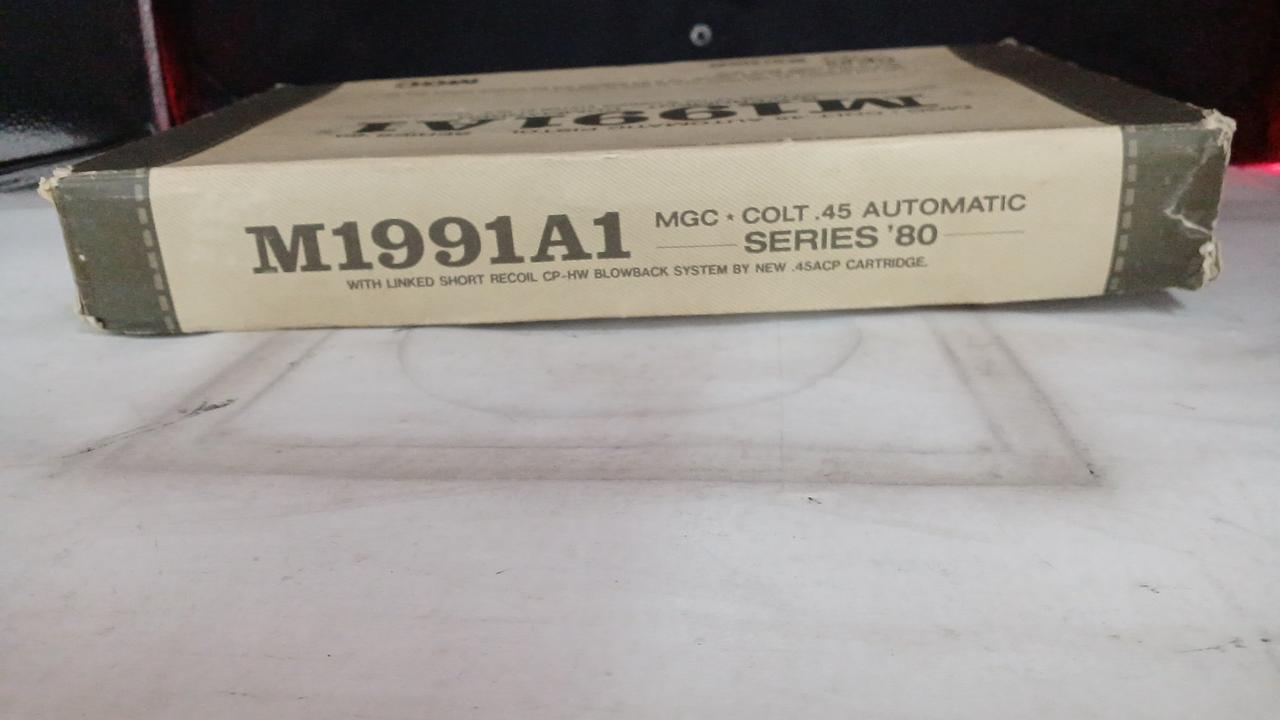 M1991A1
M1991A1
MGC ⋆ COLT .45 AUTOMATIC
SERIES '80
WITH LINKED SHORT RECOIL CP-HW BLOWBACK SYSTEM BY NEW .45ACP CARTRIDGE.